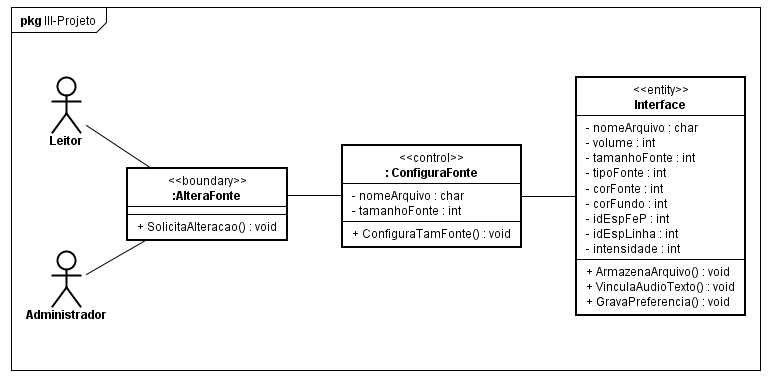 pkg III-Projeto
Leitor
Administrador
<<boundary>>
:AlteraFonte
+ SolicitaAlteracao() : void
<<control>>
: ConfiguraFonte
- nomeArquivo : char
- tamanhoFonte : int
+ ConfiguraTamFonte() : void
<<entity>>
Interface
- nomeArquivo : char
- volume : int
- tamanhoFonte : int
- tipoFonte : int
- corFonte : int
- corFundo : int
- idEspFeP : int
- idEspLinha : int
- intensidade : int
+ ArmazenaArquivo() : void
+ VinculaAudioTexto() : void
+ GravaPreferencia() : void